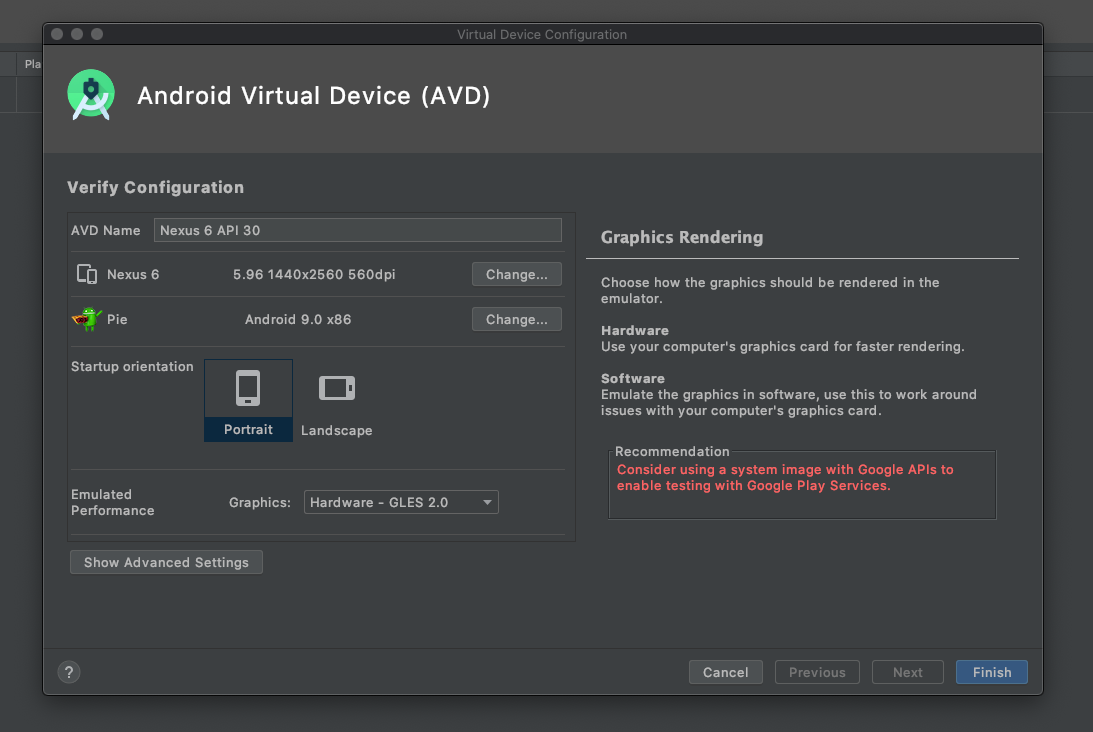 Virtual Device Configuration
Pla
Android Virtual Device (AVD)
Verify Configuration
AVD Name Nexus 6 API 30
Nexus 6 5.96 1440x2560 560dpi Change...
Pie Android 9.0 x86 Change...
Startup orientation
Portrait
Landscape
Emulated
Performance
Graphics: Hardware - GLES 2.0
Show Advanced Settings
Graphics Rendering
Choose how the graphics should be rendered in the
emulator.
Hardware
Use your computer's graphics card for faster rendering.
Software
Emulate the graphics in software, use this to work around
issues with your computer's graphics card.
Recommendation
Consider using a system image with Google APIs to
enable testing with Google Play Services.
?
Cancel Previous Next Finish